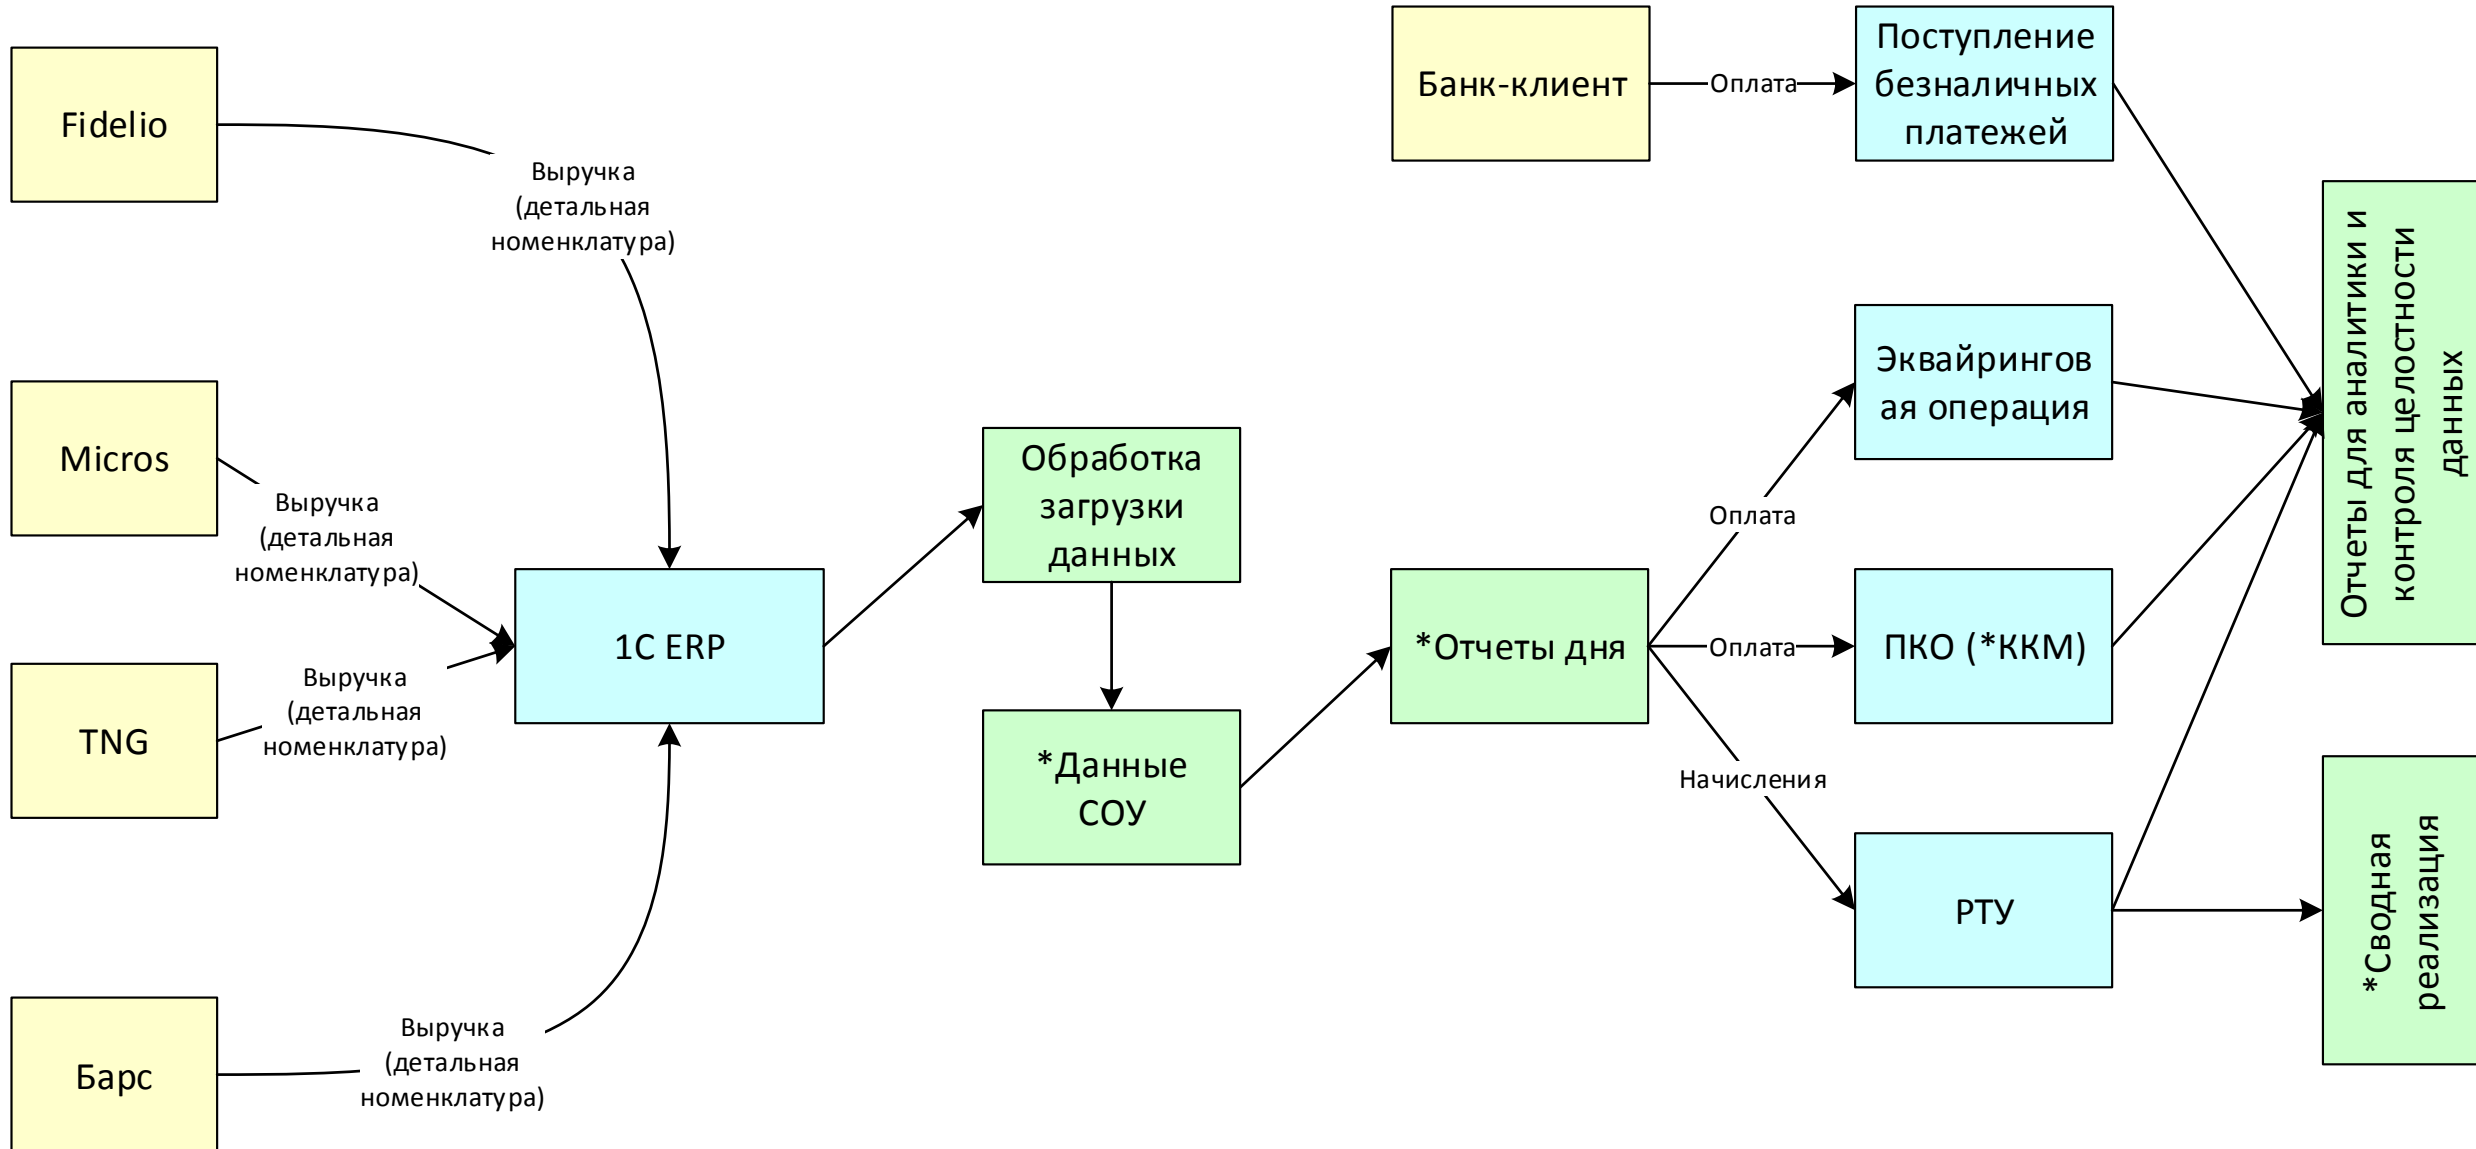 Fidelio
Выручка
(детальная
номенклатура)
Micros
Выручка
(детальная
номенклатура)
TNG
Выручка
(детальная
номенклатура)
Барс
Выручка
(детальная
номенклатура)
1С ERP
Обработка
загрузки
данных
*Данные
СОУ
Банк-клиент
Оплата
Поступление
безналичных
платежей
*Отчеты дня
Оплата
Эквайрингов
ая операция
Оплата
ПКО (*ККМ)
Начисления
РТУ
Отчеты для аналитики и
контроля целостности
данных
*Сводная
реализация